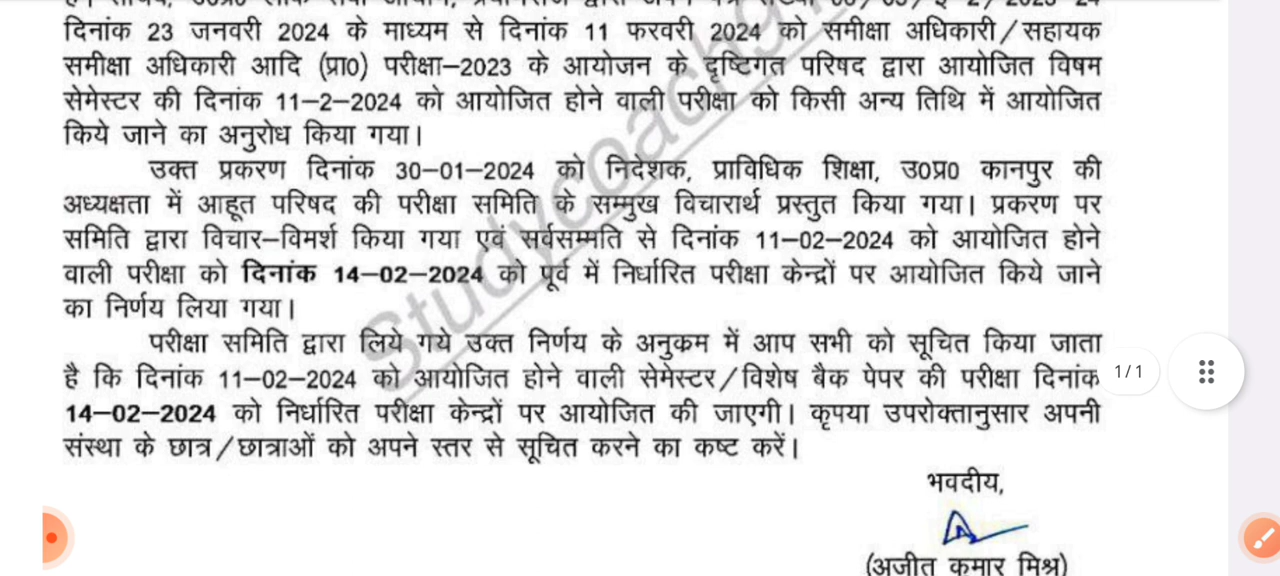 दिनांक 23 जनवरी 2024 के माध्यम से दिनांक 11 फरवरी 2024 को समीक्षा अधिकारी/सहायक
समीक्षा अधिकारी आदि (प्रा0) परीक्षा–2023 के आयोजन के दृष्टिगत परिषद द्वारा आयोजित विषम
सेमेस्टर की दिनांक 11–2–2024 को आयोजित होने वाली परीक्षा को किसी अन्य तिथि में आयोजित
किये जाने का अनुरोध किया गया।
उक्त प्रकरण दिनांक 30–01–2024 को निदेशक, प्राविधिक शिक्षा, उ0प्र0 कानपुर की
अध्यक्षता में आहूत परिषद की परीक्षा समिति के सम्मुख विचारार्थ प्रस्तुत किया गया। प्रकरण पर
समिति द्वारा विचार–विमर्श किया गया एवं सर्वसम्मति से दिनांक 11–02–2024 को आयोजित होने
वाली परीक्षा को दिनांक 14–02–2024 को पूर्व में निर्धारित परीक्षा केन्द्रों पर आयोजित किये जाने
का निर्णय लिया गया।
परीक्षा समिति द्वारा लिये गये उक्त निर्णय के अनुक्रम में आप सभी को सूचित किया जाता
है कि दिनांक 11–02–2024 को आयोजित होने वाली सेमेस्टर/विशेष बैक पेपर की परीक्षा दिनांक
14–02–2024 को निर्धारित परीक्षा केन्द्रों पर आयोजित की जाएगी। कृपया उपरोक्तानुसार अपनी
संस्था के छात्र/छात्राओं को अपने स्तर से सूचित करने का कष्ट करें।
भवदीय,
(अजीत कुमार मिश्र)
1/1
Studycoaching